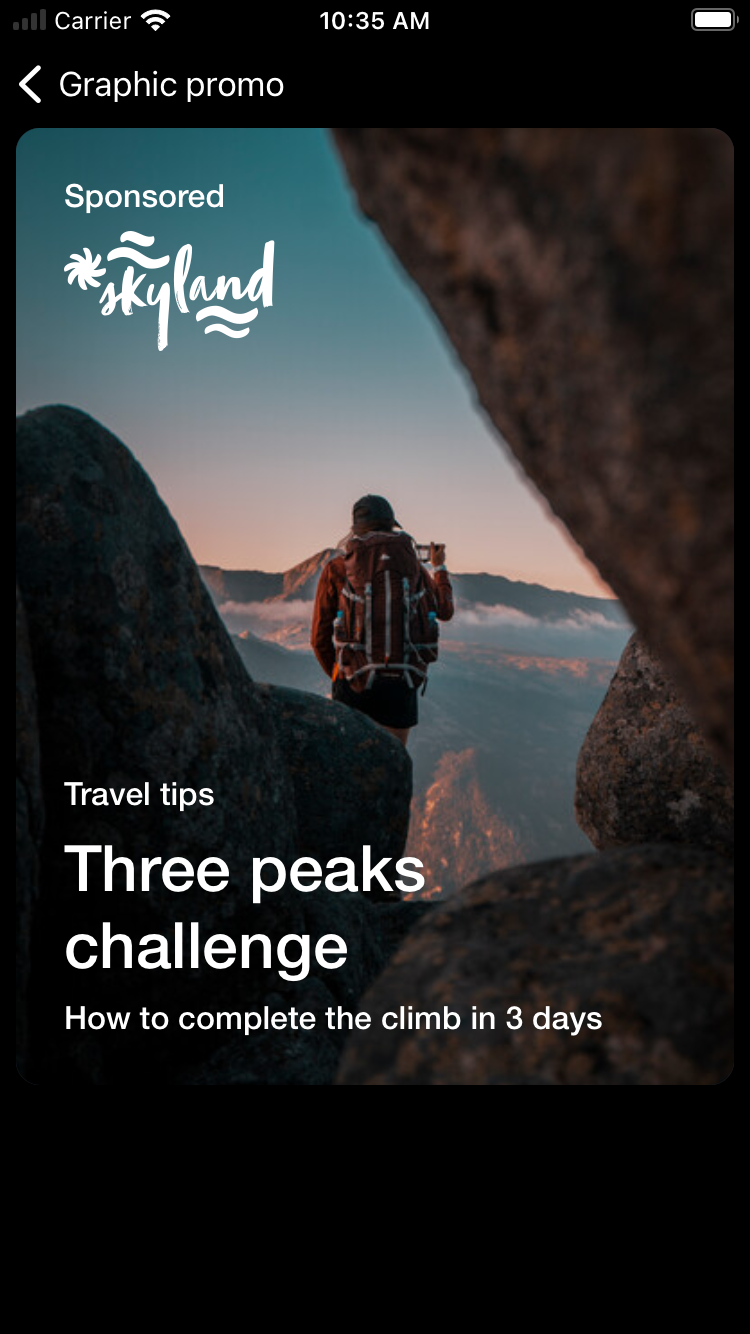 Carrier
10:35 AM
Graphic promo
Sponsored
skyland
Travel tips
Three peaks
challenge
How to complete the climb in 3 days